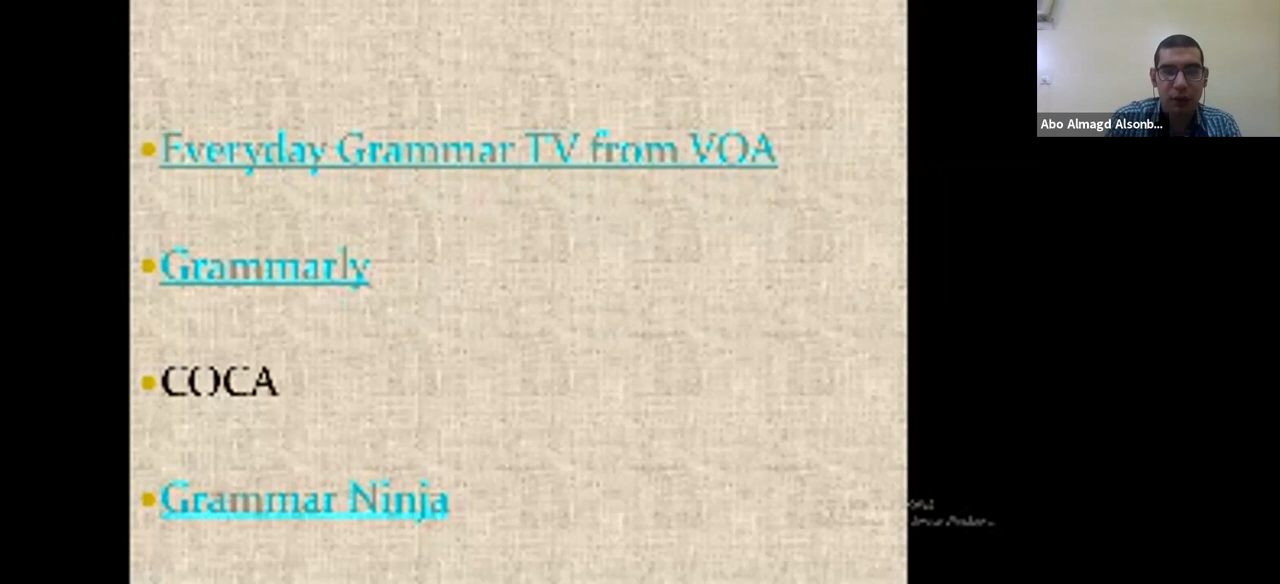 Everyday Grammar TV from VOA
Abo Almagd Alsonb...
Grammarly
COCA
Grammar Ninja